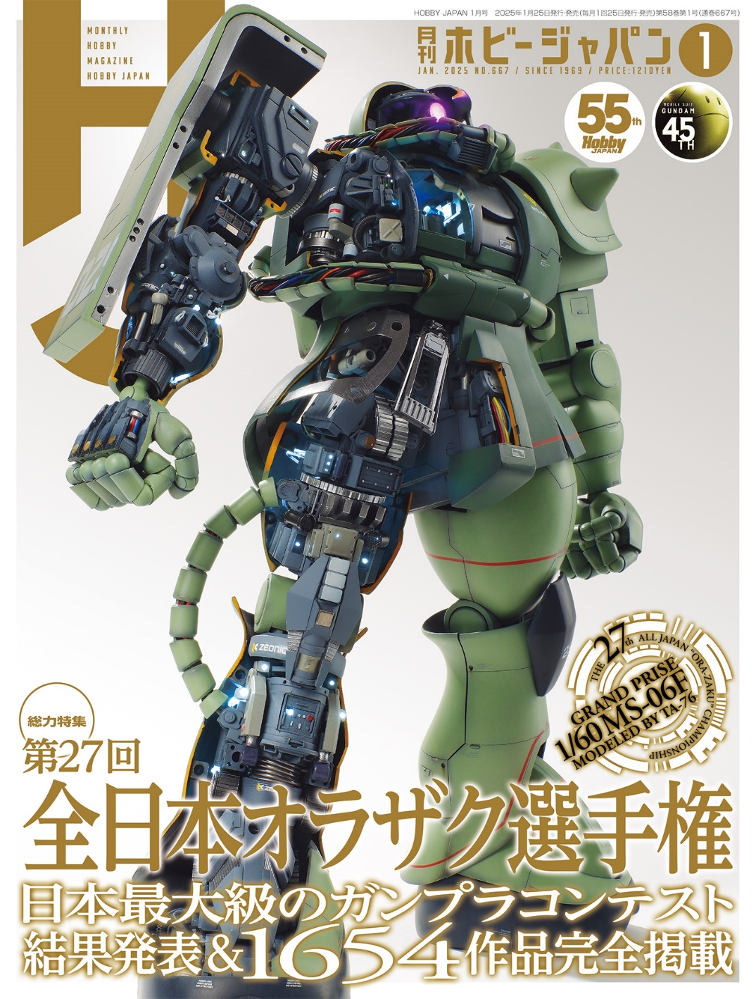 HOBBY JAPAN 1月号　2025年1月25日発行・発売(毎月1回25日発行・発売)第58巻第1号(通巻667号)
HJ
MONTHLY
HOBBY
MAGAZINE
HOBBY JAPAN
月刊ホビージャパン 1
JAN. 2025 NO.667 / SINCE 1969 / PRICE:1210YEN
55th
Hobby
JAPAN
MOBILE SUIT
GUNDAM
45
TH
ZEONIC
ZEONIC
THE 27th ALL JAPAN "ORA-ZAKU" CHAMPIONSHIP
GRAND PRISE
1/60 MS-06F
MODELED BY TA-76
総力特集
第27回
全日本オラザク選手権
日本最大級のガンプラコンテスト
結果発表&1654作品完全掲載